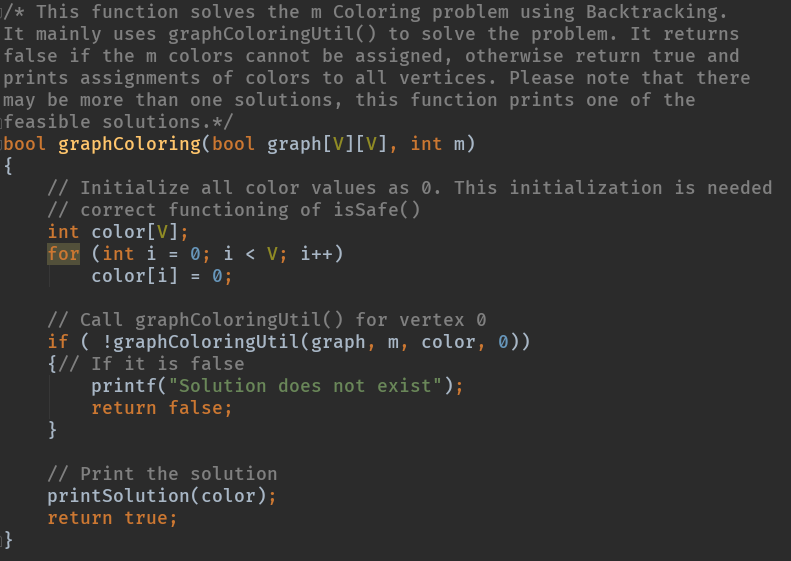 /* This function solves the m Coloring problem using Backtracking.
It mainly uses graphColoringUtil() to solve the problem. It returns
false if the m colors cannot be assigned, otherwise return true and
prints assignments of colors to all vertices. Please note that there
may be more than one solutions, this function prints one of the
feasible solutions.*/
bool graphColoring(bool graph[V][V], int m)
{
    // Initialize all color values as 0. This initialization is needed
    // correct functioning of isSafe()
    int color[V];
    for (int i = 0; i < V; i++)
        color[i] = 0;

    // Call graphColoringUtil() for vertex 0
    if ( !graphColoringUtil(graph, m, color, 0))
    {// If it is false
        printf("Solution does not exist");
        return false;
    }

    // Print the solution
    printSolution(color);
    return true;
}